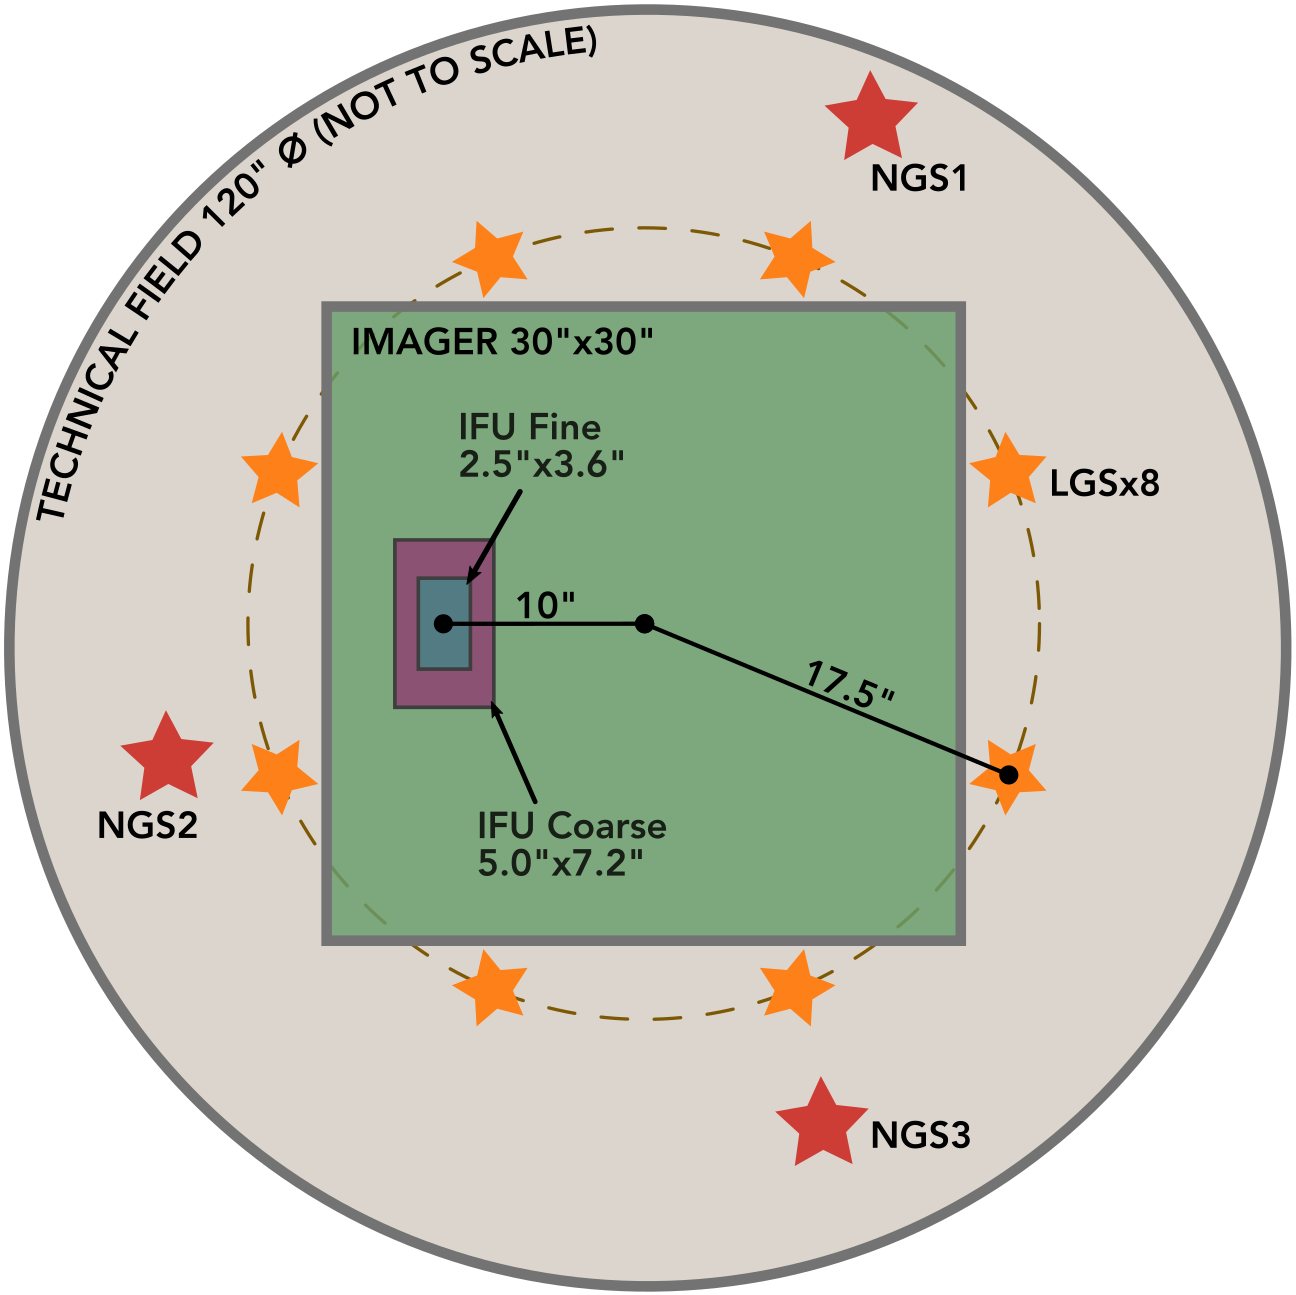 TECHNICAL FIELD 120" Ø (NOT TO SCALE)
NGS1
IMAGER 30"x30"
IFU Fine
2.5"x3.6"
LGSx8
10"
17.5"
NGS2
IFU Coarse
5.0"x7.2"
NGS3